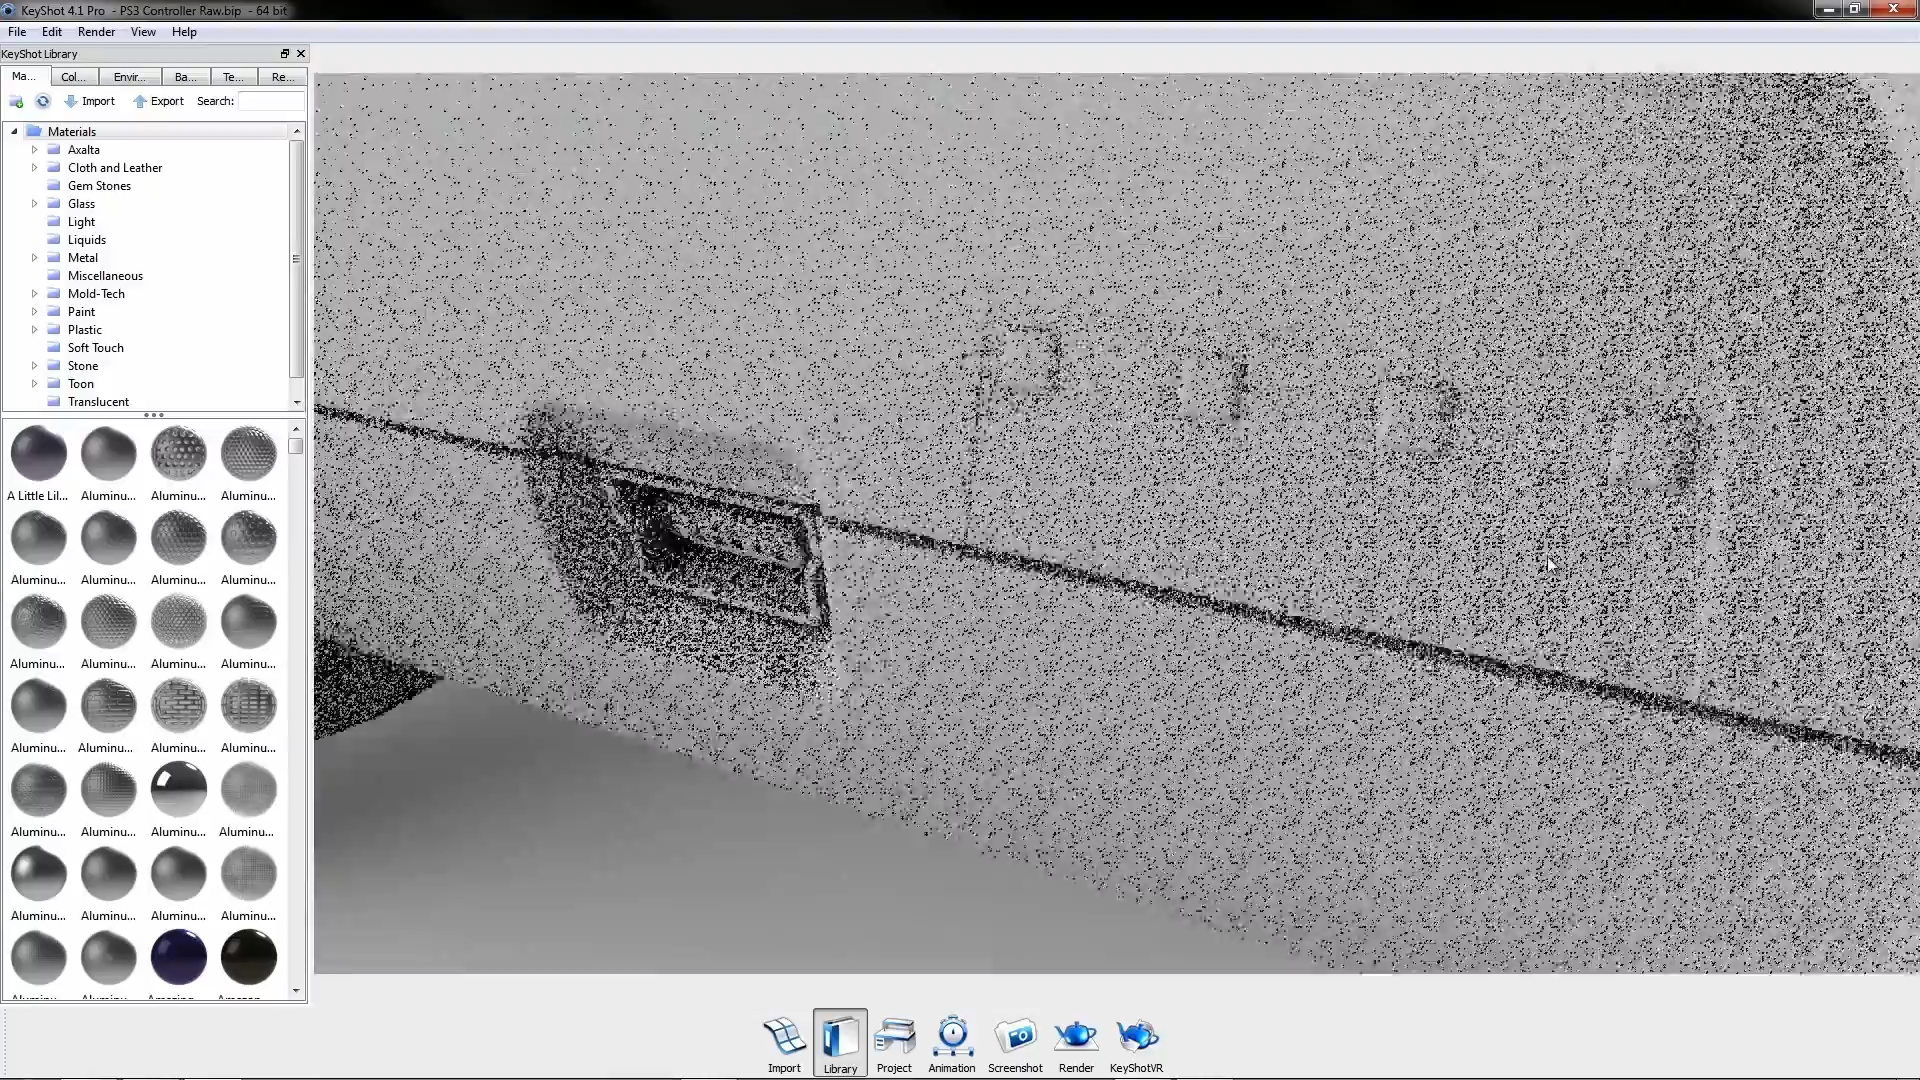 KeyShot 4.1 Pro - PS3 Controller Raw.bip - 64 bit
File Edit Render View Help
KeyShot Library
Ma... Col... Envir... Ba... Te... Re...
Import Export Search:
Materials
Axalta
Cloth and Leather
Gem Stones
Glass
Light
Liquids
Metal
Miscellaneous
Mold-Tech
Paint
Plastic
Soft Touch
Stone
Toon
Translucent
A Little Lil... Aluminu... Aluminu... Aluminu...
Aluminu... Aluminu... Aluminu... Aluminu...
Aluminu... Aluminu... Aluminu... Aluminu...
Aluminu... Aluminu... Aluminu... Aluminu...
Aluminu... Aluminu... Aluminu... Aluminu...
Aluminu... Aluminu... Aluminu... Aluminu...
Import Library Project Animation Screenshot Render KeyShotVR